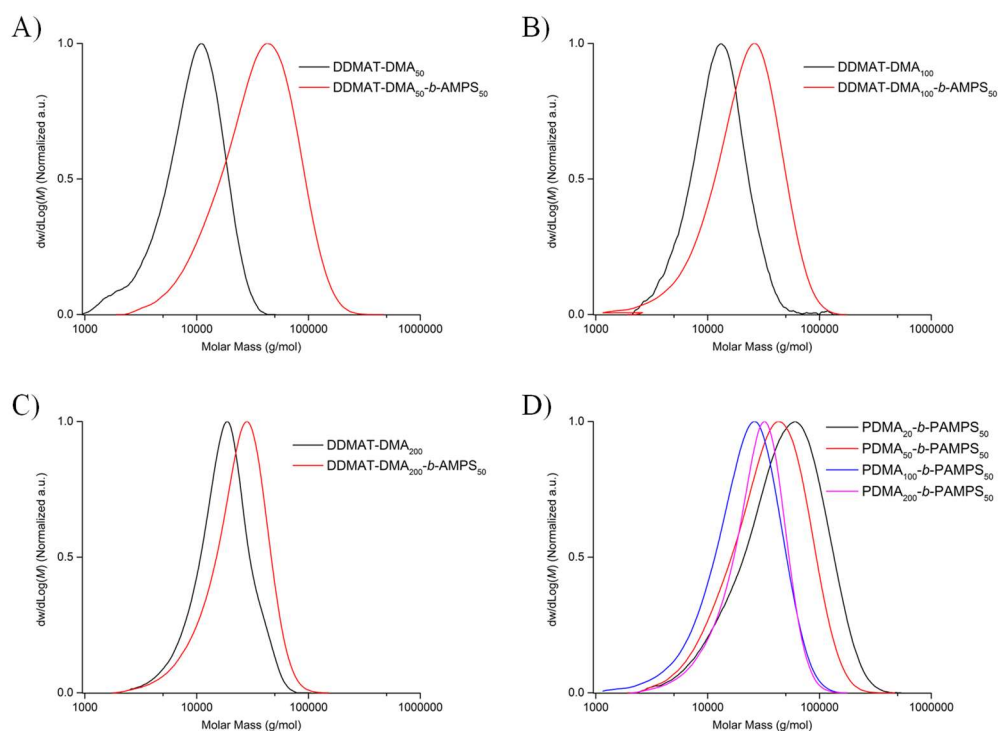 A)
dw/dLog(M) (Normalized a.u.)
1.0
0.5
0.0
DDMAT-DMA50
DDMAT-DMA50-b-AMPS50
1000 10000 100000 1000000
Molar Mass (g/mol)
B)
dw/dLog(M) (Normalized a.u.)
1.0
0.5
0.0
DDMAT-DMA100
DDMAT-DMA100-b-AMPS50
1000 10000 100000 1000000
Molar Mass (g/mol)
C)
dw/dLog(M) (Normalized a.u.)
1.0
0.5
0.0
DDMAT-DMA200
DDMAT-DMA200-b-AMPS50
1000 10000 100000 1000000
Molar Mass (g/mol)
D)
dw/dLog(M) (Normalized a.u.)
1.0
0.5
0.0
PDMA20-b-PAMPS50
PDMA50-b-PAMPS50
PDMA100-b-PAMPS50
PDMA200-b-PAMPS50
1000 10000 100000 1000000
Molar Mass (g/mol)